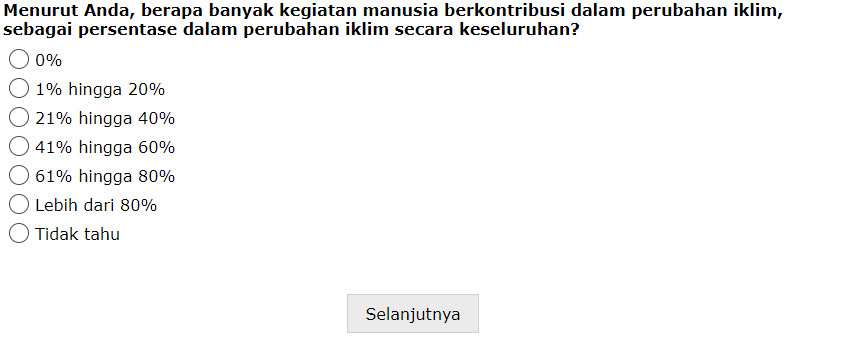 Menurut Anda, berapa banyak kegiatan manusia berkontribusi dalam perubahan iklim,
sebagai persentase dalam perubahan iklim secara keseluruhan?
0%
1% hingga 20%
21% hingga 40%
41% hingga 60%
61% hingga 80%
Lebih dari 80%
Tidak tahu
Selanjutnya